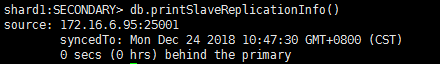 shard1:SECONDARY> db.printSlaveReplicationInfo()
source: 172.16.6.95:25001
syncedTo: Mon Dec 24 2018 10:47:30 GMT+0800 (CST)
0 secs (0 hrs) behind the primary